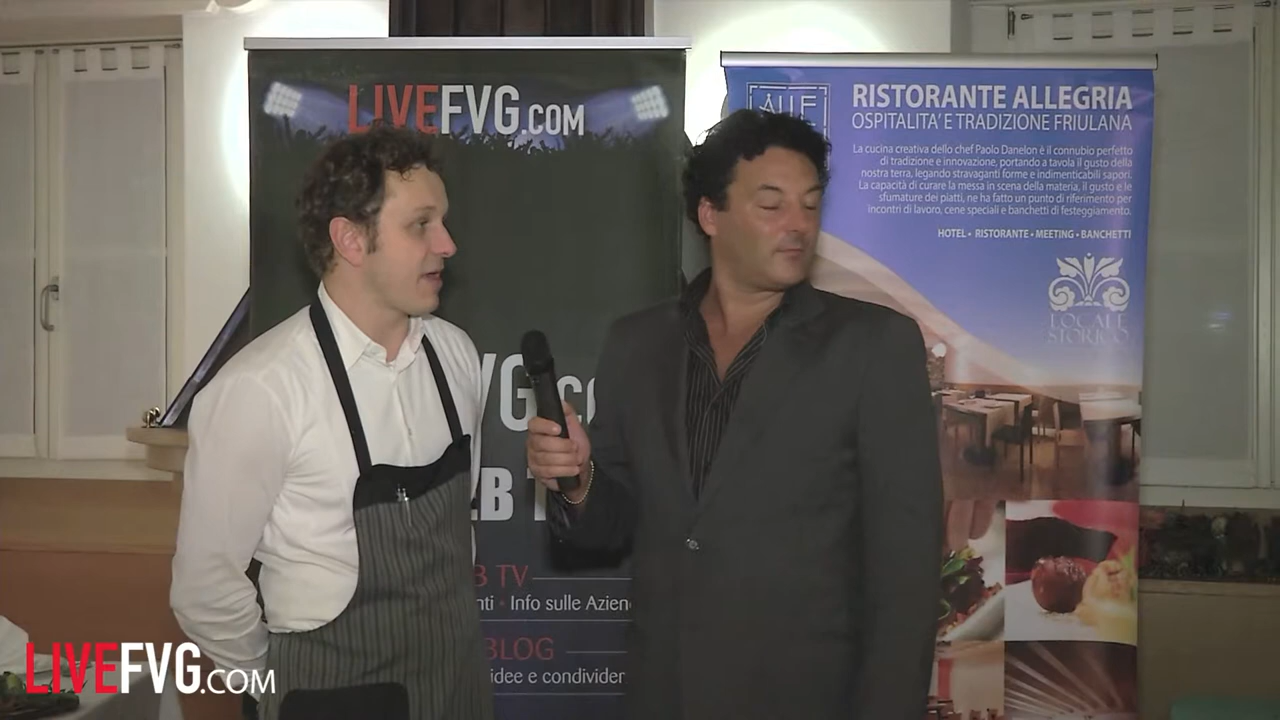 LIVEFVG.COM
ALLE
RISTORANTE ALLEGRIA
OSPITALITA' E TRADIZIONE FRIULANA
La cucina creativa dello chef Paolo Danelon è il connubio perfetto
di tradizione e innovazione, portando a tavola il gusto della
nostra terra, legando stravaganti forme e indimenticabili sapori.
La capacità di curare la messa in scena della materia, il gusto e le
sfumature dei piatti, ne ha fatto un punto di riferimento per
incontri di lavoro, cene speciali e banchetti di festeggiamento.
HOTEL • RISTORANTE • MEETING • BANCHETTI
LOCALE
STORICO
VG.CO
EB T
B TV
nti · Info sulle Azien
BLOG
idee e condivider
LIVEFVG.COM